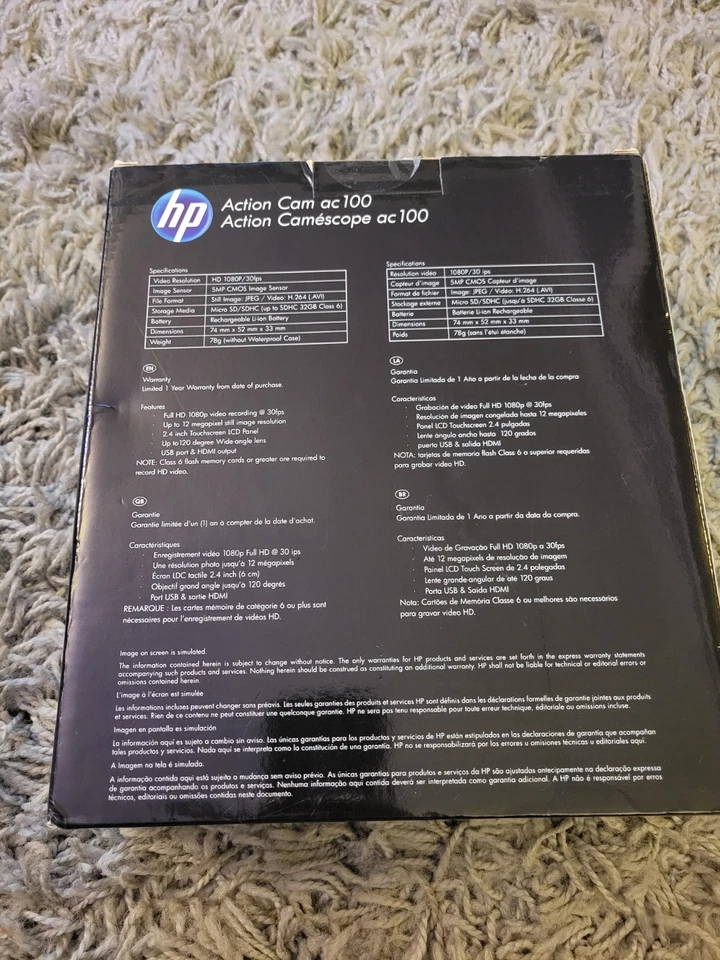 hp
Action Cam ac100
Action Caméscope ac100
Specifications
Video Resolution HD 1080P/30fps
Image Sensor 5MP CMOS Image Sensor
File Format Still Image: JPEG / Video: H.264 (.AVI)
Storage Media Micro SD/SDHC (up to SDHC 32GB Class 6)
Battery Rechargeable Li-ion Battery
Dimensions 74 mm x 52 mm x 33 mm
Weight 78g (without Waterproof Case)
Specifications
Resolution video 1080P/30 ips
Capteur d'image 5MP CMOS Capteur d'image
Format de fichier Image: JPEG / Video: H.264 (.AVI)
Stockage externe Micro SD/SDHC (jusqu'a SDHC 32GB Classe 6)
Batterie Batterie Li-ion Rechargeable
Dimensions 74 mm x 52 mm x 33 mm
Poids 78g (sans l'étui étanche)
EN
Warranty
Limited 1 Year Warranty from date of purchase.
Features
· Full HD 1080p video recording @ 30fps
· Up to 12 megapixel still image resolution
· 2.4 inch Touchscreen LCD Panel
· Up to120 degree Wide-angle lens
· USB port & HDMI output
NOTE: Class 6 flash memory cards or greater are required to
record HD video.
LA
Garantia
Garantia Limitada de 1 Año a partir de la fecha de la compra
Caracteristicas
· Grabación de video Full HD 1080p @ 30fps
· Resolución de imagen congelada hasta 12 megapixeles
· Panel LCD Touchscreen 2.4 pulgadas
· Lente ángulo ancho hasta 120 grados
· puerto USB & salida HDMI
NOTA: tarjetas de memoria flash Class 6 o superior requeridas
para grabar video HD.
QB
Garantie
Garantie limitée d'un (1) an à compter de la date d'achat.
Caractéristiques
· Enregistrement vidéo 1080p Full HD @ 30 ips
· Une résolution photo jusqu'à 12 mégapixels
· Écran LDC tactile 2.4 inch (6 cm)
· Objectif grand angle jusqu'à 120 degrés
· Port USB & sortie HDMI
REMARQUE : Les cartes mémoire de catégorie 6 ou plus sont
nécessaires pour l'enregistrement de vidéos HD.
BR
Garantia
Garantia Limitada de 1 Ano a partir da data da compra.
Caracteristicas
· Video de Gravação Full HD 1080p a 30fps
· Até 12 megapixels de resolução de imagem
· Painel LCD Touch Screen de 2.4 polegadas
· Lente grande-angular de até 120 graus
· Porta USB & Saida HDMI
Nota: Cartões de Memória Classe 6 ou melhores são necessários
para gravar video HD.
Image on screen is simulated.
The information contained herein is subject to change without notice. The only warranties for HP products and services are set forth in the express warranty statements
accompanying such products and services. Nothing herein should be construed as constituting an additional warranty. HP shall not be liable for technical or editorial errors or
omissions contained herein.
L'image à l'écran est simulée
Les informations incluses peuvent changer sans préavis. Les seules garanties des produits et services HP sont définis dans les déclarations formelles de garantie jointes aux produits
et services. Rien de ce contenu ne peut constituer une quelconque garantie. HP ne sera pas tenu responsable pour toute erreur technique, éditoriale ou omissions incluse.
Imagen en pantalla es simulación
La información aquí es sujeto a cambio sin aviso. Las únicas garantías para los productos y servicios de HP están estipulados en las declaraciones de garantía que acompañan
tales productos y servicios. Nada aquí se interpreta como la constitución de una garantía. HP no se responsabilizará por los errores u omisiones técnicas u editoriales aquí.
A Imagem na tela é simulada.
A informação contida aqui está sujeita a mudança sem aviso prévio. As únicas garantias para produtos e serviços da HP são ajustadas antecipamente na declaração expressa
de garantia acompanhando os produtos e serviços. Nenhuma informação aqui contida deverá ser interpretada como garantia adicional. A HP não é responsável por erros
técnicos, editoriais ou omissões contidas neste documento.